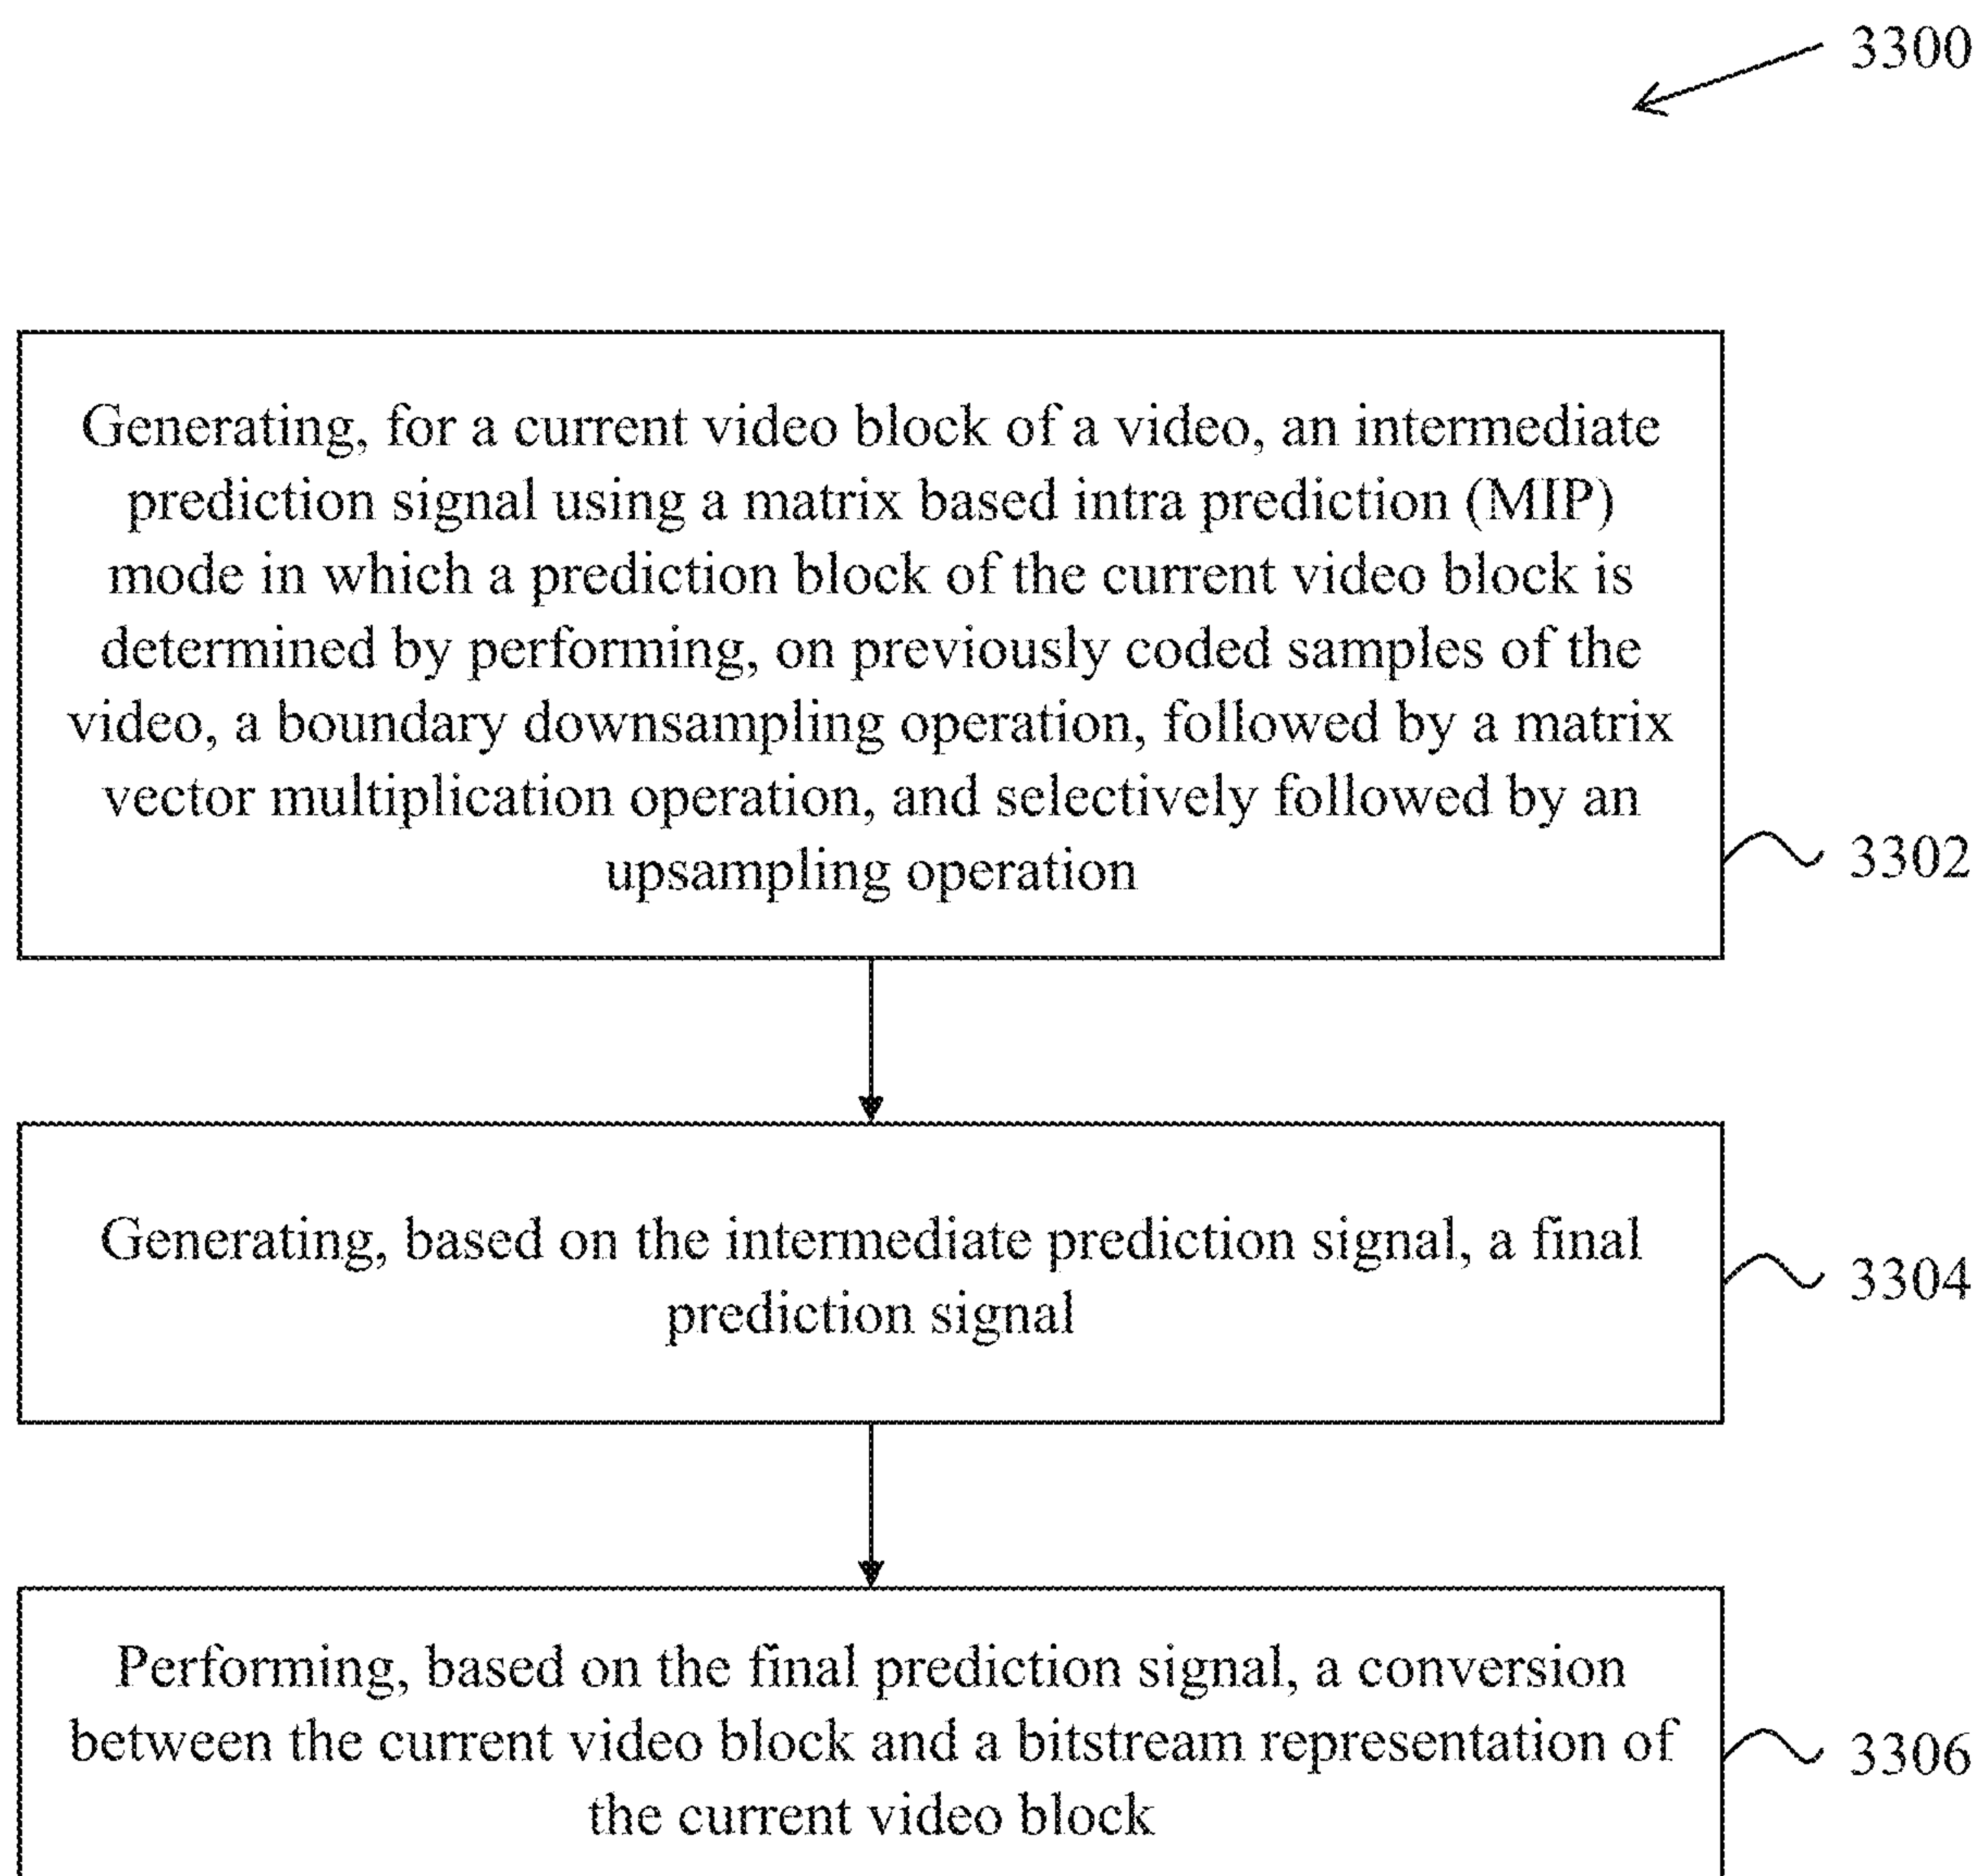 3300
Generating, for a current video block of a video, an intermediate
prediction signal using a matrix based intra prediction (MIP)
mode in which a prediction block of the current video block is
determined by performing, on previously coded samples of the
video, a boundary downsampling operation, followed by a matrix
vector multiplication operation, and selectively followed by an
upsampling operation
3302
Generating, based on the intermediate prediction signal, a final
prediction signal
3304
Performing, based on the final prediction signal, a conversion
between the current video block and a bitstream representation of
the current video block
3306